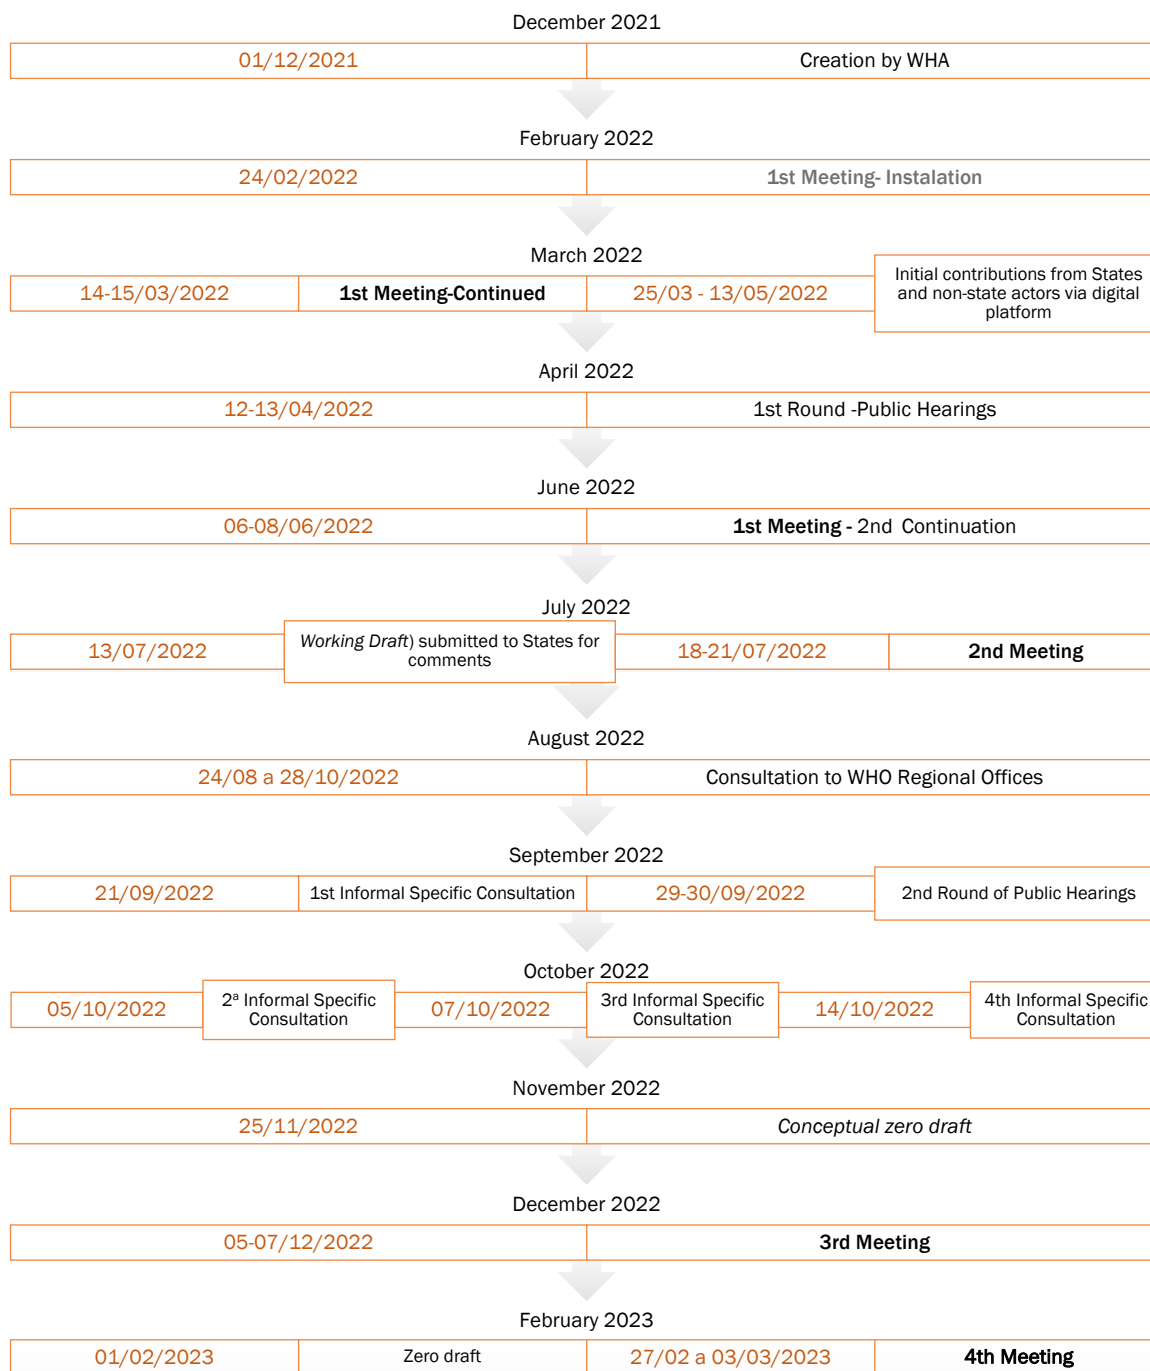 December 2021
01/12/2021
Creation by WHA
February 2022
24/02/2022
1st Meeting- Instalation
March 2022
14-15/03/2022
1st Meeting-Continued
25/03 - 13/05/2022
Initial contributions from States
and non-state actors via digital
platform
April 2022
12-13/04/2022
1st Round -Public Hearings
June 2022
06-08/06/2022
1st Meeting - 2nd Continuation
July 2022
13/07/2022
Working Draft) submitted to States for
comments
18-21/07/2022
2nd Meeting
August 2022
24/08 a 28/10/2022
Consultation to WHO Regional Offices
September 2022
21/09/2022
1st Informal Specific Consultation
29-30/09/2022
2nd Round of Public Hearings
October 2022
05/10/2022
2ª Informal Specific
Consultation
07/10/2022
3rd Informal Specific
Consultation
14/10/2022
4th Informal Specific
Consultation
November 2022
25/11/2022
Conceptual zero draft
December 2022
05-07/12/2022
3rd Meeting
February 2023
01/02/2023
Zero draft
27/02 a 03/03/2023
4th Meeting